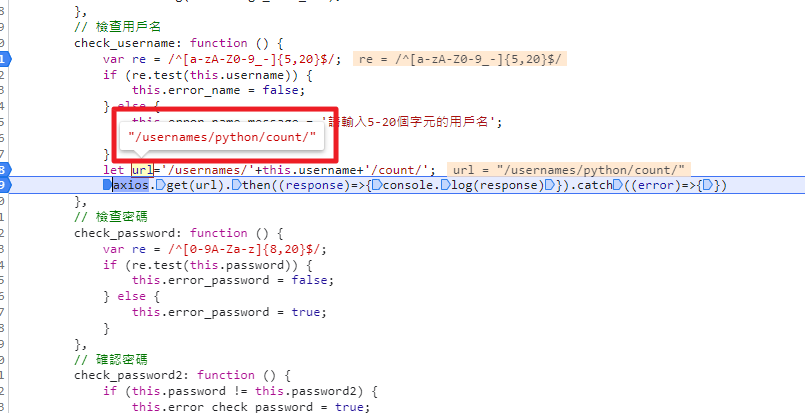 },
// 檢查用戶名
check_username: function () {
var re = /^[a-zA-Z0-9_-]{5,20}$/; re = /^[a-zA-Z0-9_-]{5,20}$/
if (re.test(this.username)) {
this.error_name = false;
} else {
輸入5-20個字元的用戶名';
"/usernames/python/count/"
}
let url='/usernames/'+this.username+'/count/'; url = "/usernames/python/count/"
axios.get(url).then((response)=>{console.log(response)}).catch((error)=>{})
},
// 檢查密碼
check_password: function () {
var re = /^[0-9A-Za-z]{8,20}$/;
if (re.test(this.password)) {
this.error_password = false;
} else {
this.error_password = true;
}
},
// 確認密碼
check_password2: function () {
if (this.password != this.password2) {
this.error_check_password = true;